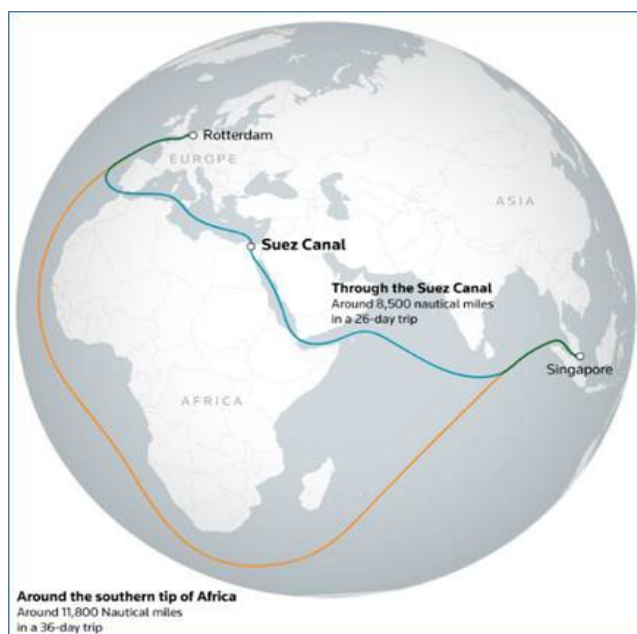 Rotterdam
EUROPE
ASIA
Suez Canal
Through the Suez Canal
Around 8,500 nautical miles
in a 26-day trip
Singapore
AFRICA
Around the southern tip of Africa
Around 11,800 Nautical miles
in a 36-day trip